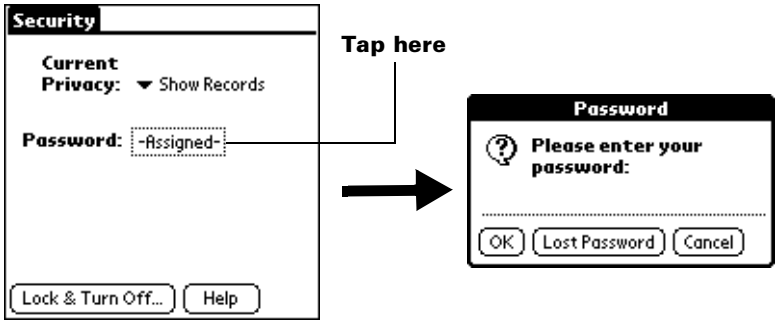 Security
Current
Privacy: Show Records
Password: -Assigned-
Lock & Turn Off... Help
Tap here
Password
Please enter your
password:
OK Lost Password Cancel